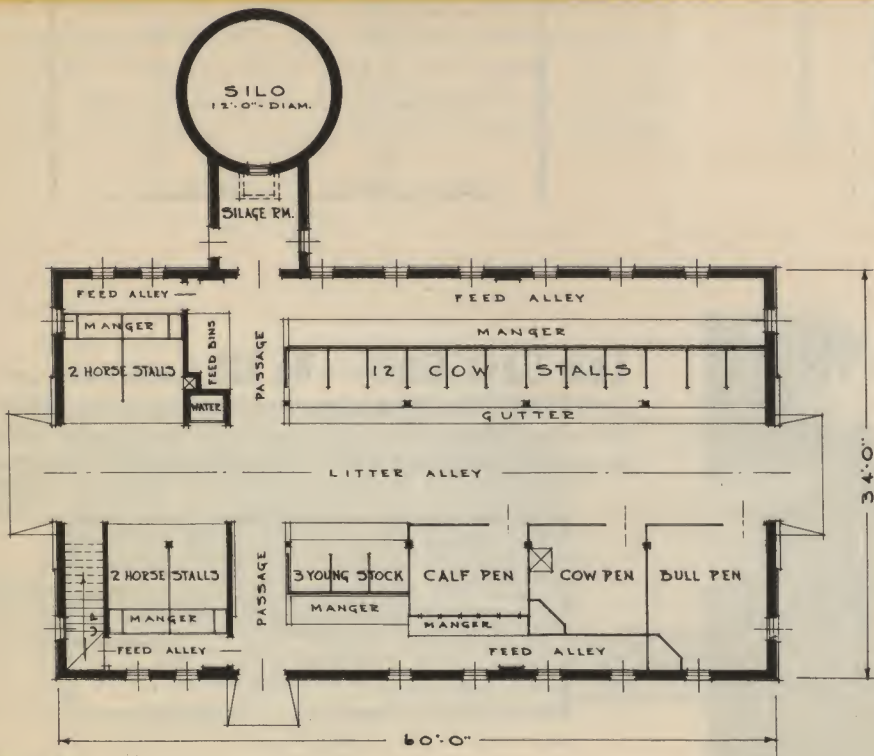 SILO
12'-0"- DIAM.
SILAGE RM.
FEED ALLEY
FEED ALLEY
MANGER
MANGER
FEED BINS
PASSAGE
2 HORSE STALLS
12 COW STALLS
WATER
GUTTER
LITTER ALLEY
34'-0"
2 HORSE STALLS
PASSAGE
3 YOUNG STOCK
CALF PEN
COW PEN
BULL PEN
UP
MANGER
MANGER
MANGER
FEED ALLEY
FEED ALLEY
60'-0"